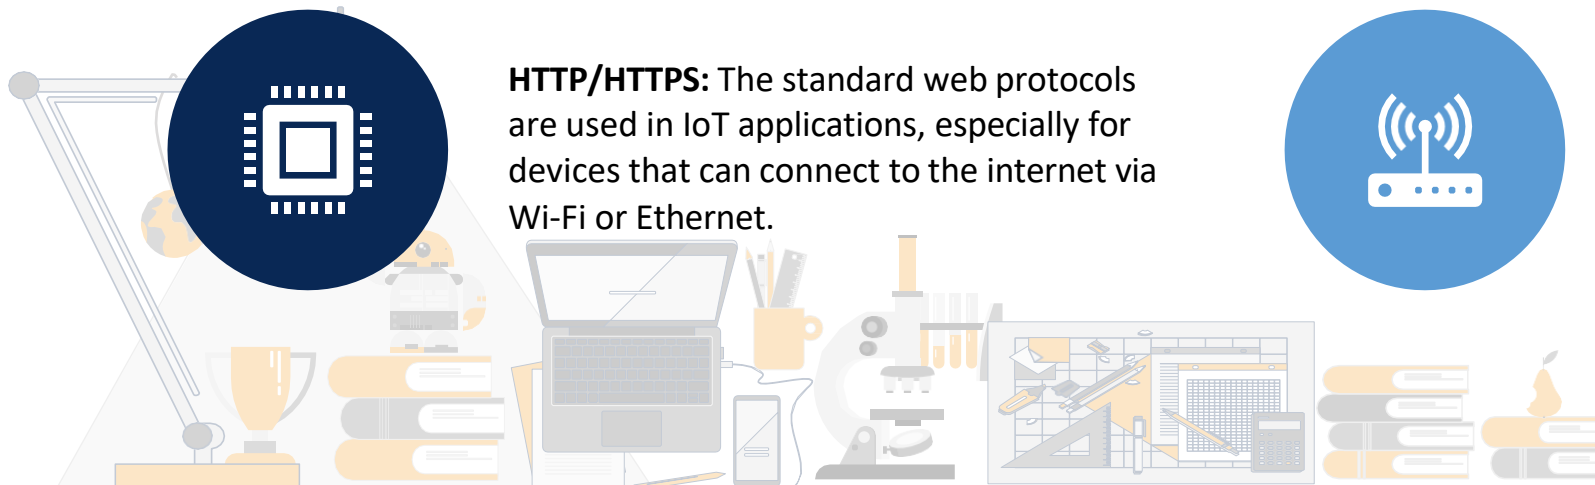 HTTP/HTTPS: The standard web protocols
are used in IoT applications, especially for
devices that can connect to the internet via
Wi-Fi or Ethernet.